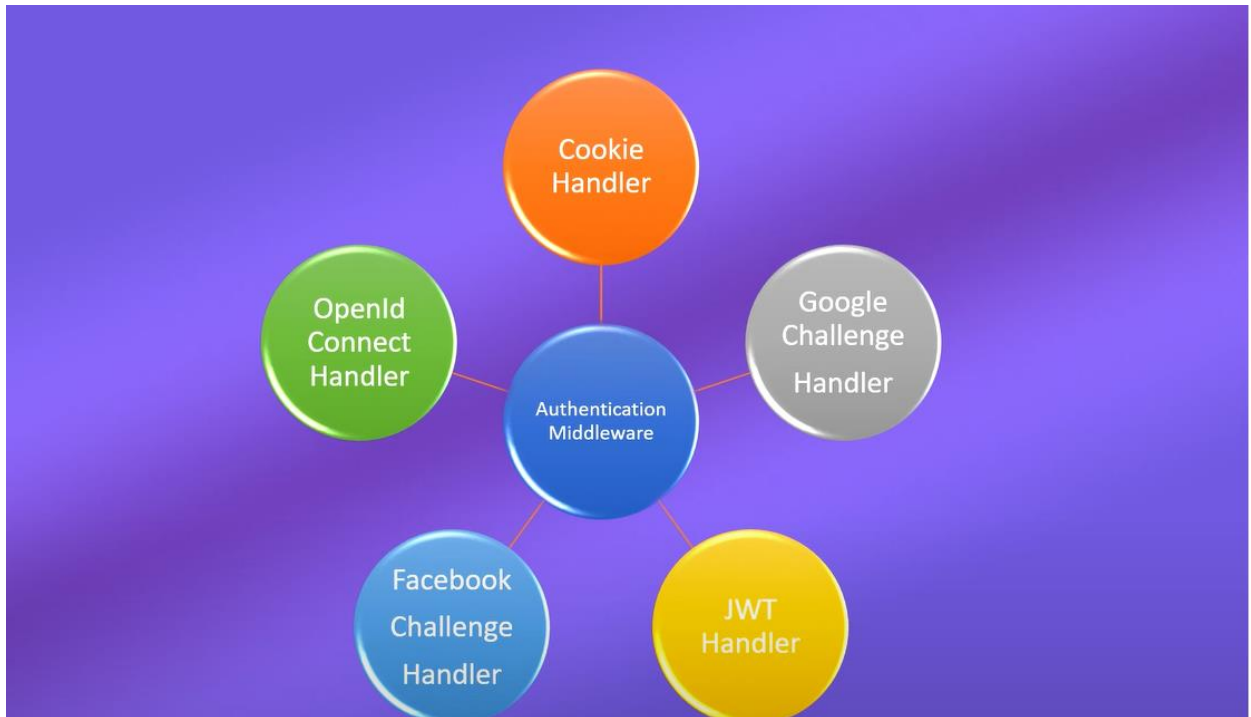 Cookie
Handler
OpenId
Connect
Handler
Google
Challenge
Handler
Authentication
Middleware
Facebook
Challenge
Handler
JWT
Handler